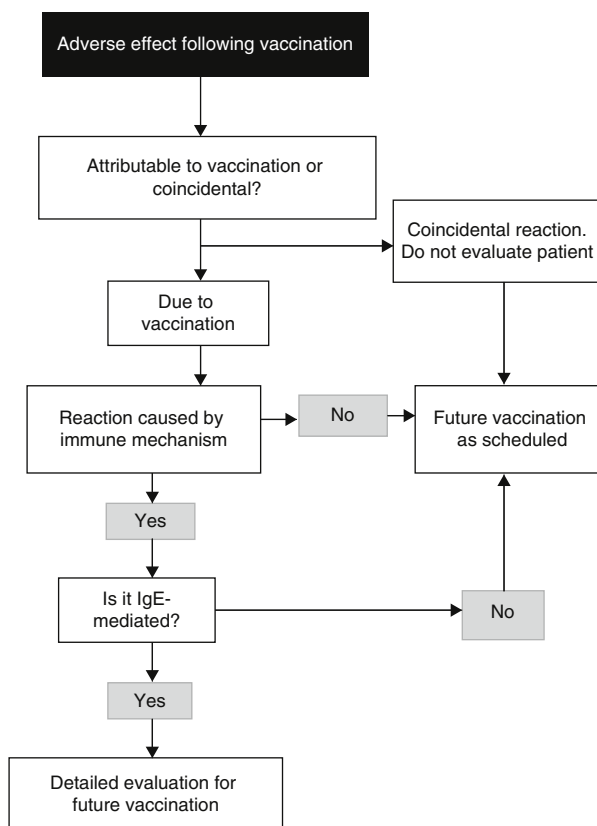 Adverse effect following vaccination
Attributable to vaccination or
coincidental?
Coincidental reaction.
Do not evaluate patient
Due to
vaccination
Reaction caused by
immune mechanism
No
Future vaccination
as scheduled
Yes
Is it IgE-
mediated?
No
Yes
Detailed evaluation for
future vaccination